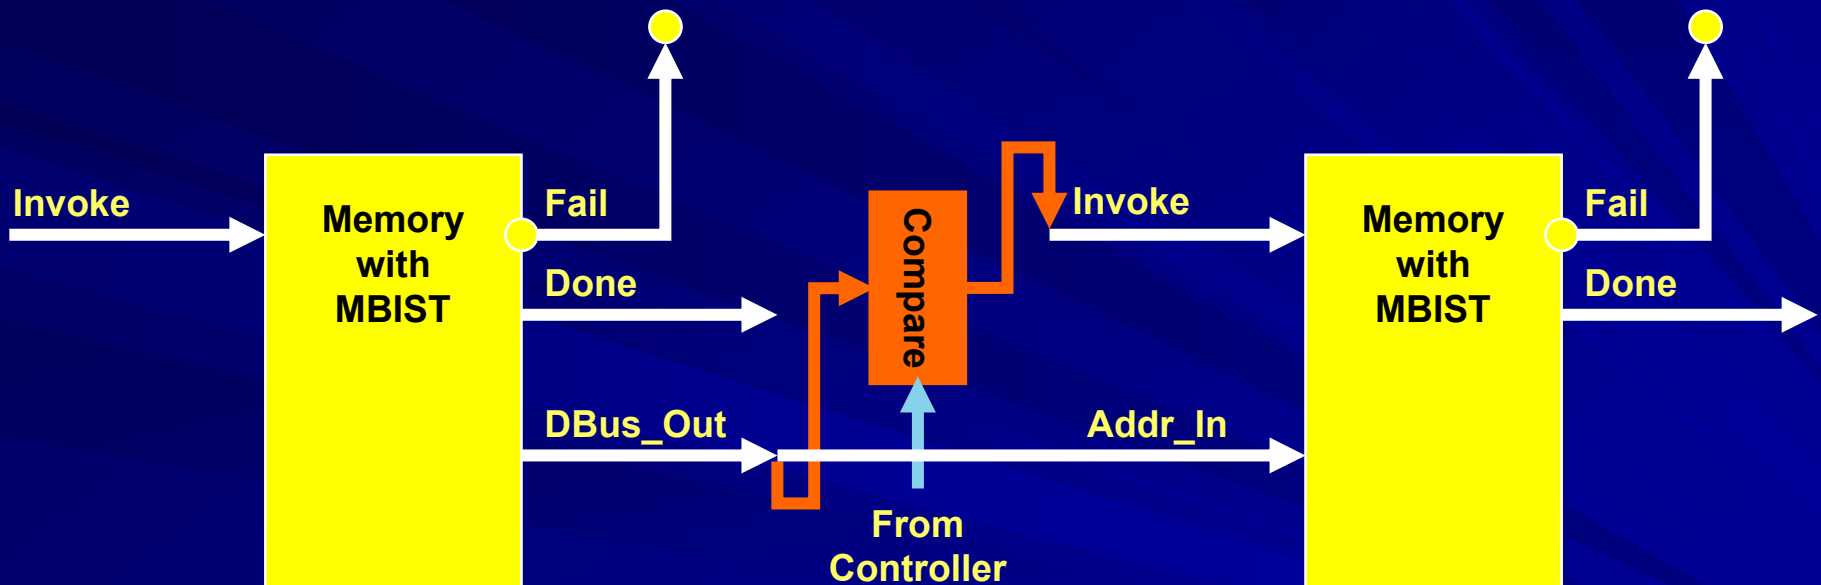 Invoke
Memory
with
MBIST
Fail
Done
DBus_Out
Compare
Invoke
Addr_In
From
Controller
Memory
with
MBIST
Fail
Done